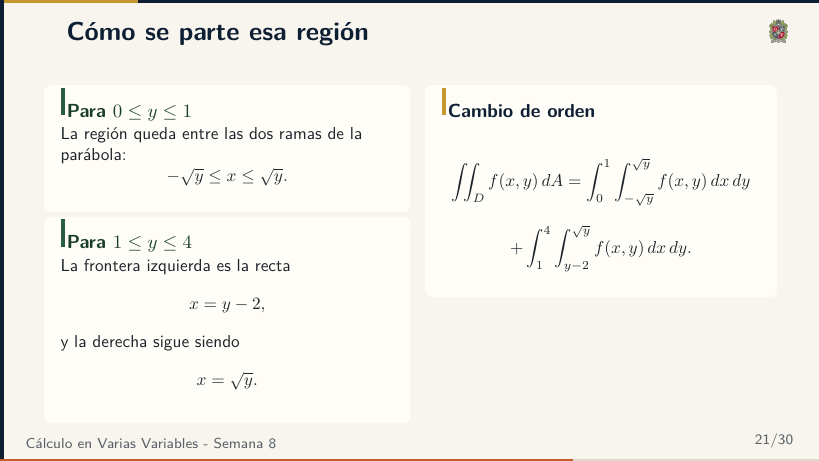 Cómo se parte esa región
Para 0 ≤ y ≤ 1
La región queda entre las dos ramas de la
parábola:
−√y ≤ x ≤ √y.
Para 1 ≤ y ≤ 4
La frontera izquierda es la recta
x = y − 2,
y la derecha sigue siendo
x = √y.
Cambio de orden
∬_D f(x, y) dA = ∫_0^1 ∫_{−√y}^{√y} f(x, y) dx dy
+ ∫_1^4 ∫_{y−2}^{√y} f(x, y) dx dy.
Cálculo en Varias Variables - Semana 8
21/30